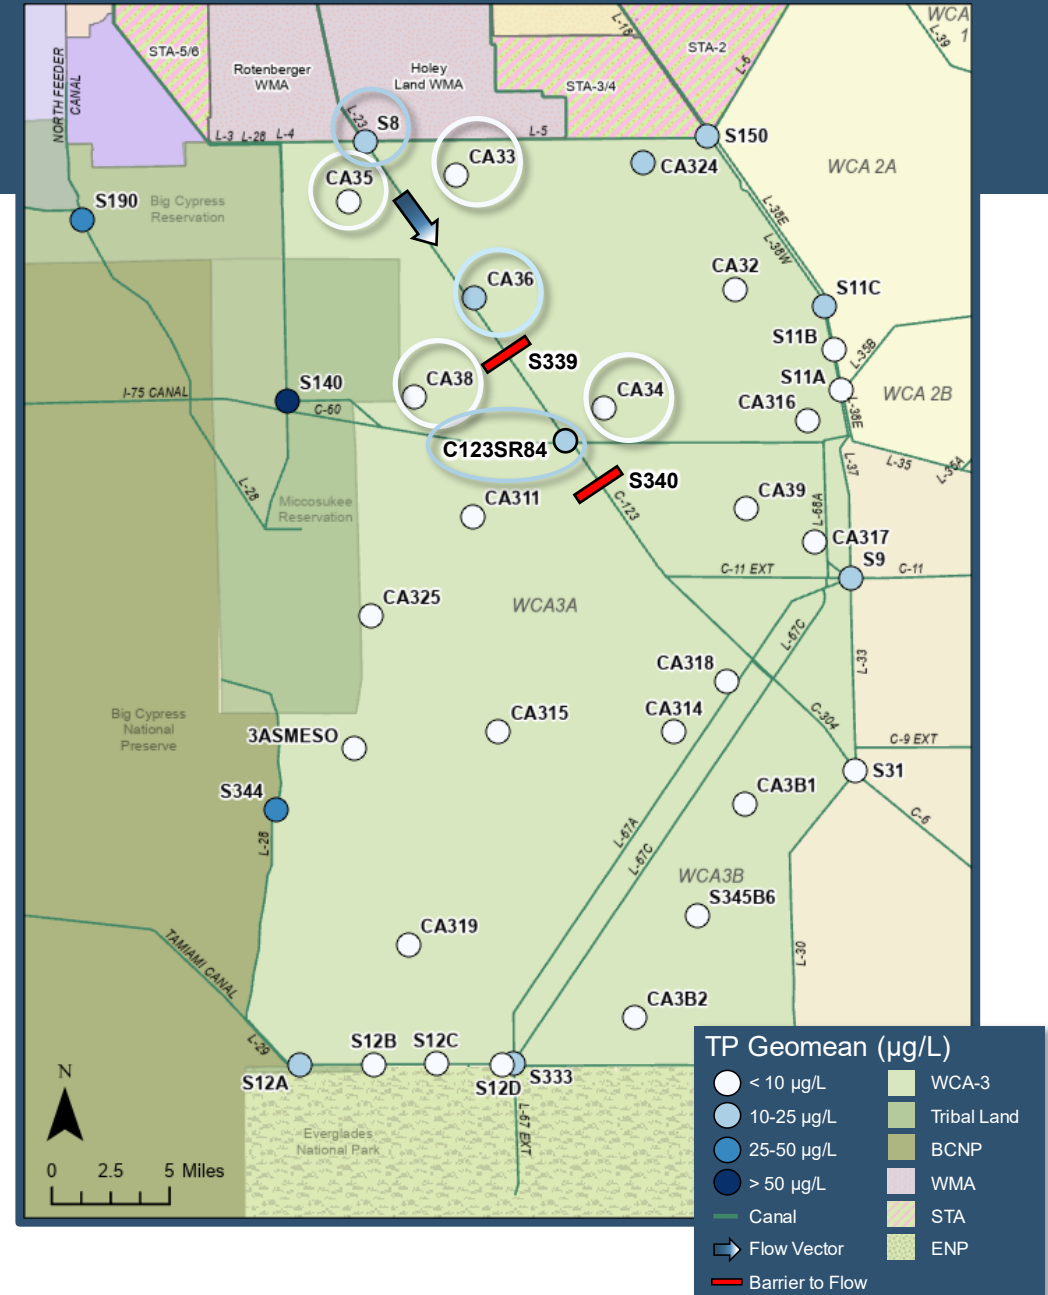 WCA
1
L-39
L-18
STA-2
L-6
STA-5/6
Rotenberger
WMA
Holey
Land WMA
STA-3/4
NORTH FEEDER
CANAL
L-23
S8
L-3
L-28
L-4
L-5
S150
CA33
CA324
WCA 2A
CA35
S190
Big Cypress
Reservation
L-38E
L-38W
CA32
CA36
S11C
S11B
L-35B
S339
S11A
CA38
CA34
S140
I-75 CANAL
C-60
CA316
L-38E
WCA 2B
C123SR84
L-37
L-35
L-35A
S340
L-28
Miccosukee
Reservation
CA311
C-123
CA39
L-68A
CA317
S9
C-11 EXT
C-11
CA325
WCA3A
L-67C
CA318
L-33
Big Cypress
National
Preserve
3ASMESO
CA315
CA314
C-304
C-9 EXT
S31
S344
CA3B1
C-6
L-28
L-67A
L-67C
WCA3B
S345B6
CA319
TAMIAMI CANAL
L-30
CA3B2
L-29
S12B
S12C
S12A
S12D
S333
N
Everglades
National Park
L-67 EXT
0 2.5 5 Miles
TP Geomean (µg/L)
< 10 µg/L
WCA-3
10-25 µg/L
Tribal Land
25-50 µg/L
BCNP
> 50 µg/L
WMA
Canal
STA
Flow Vector
ENP
Barrier to Flow